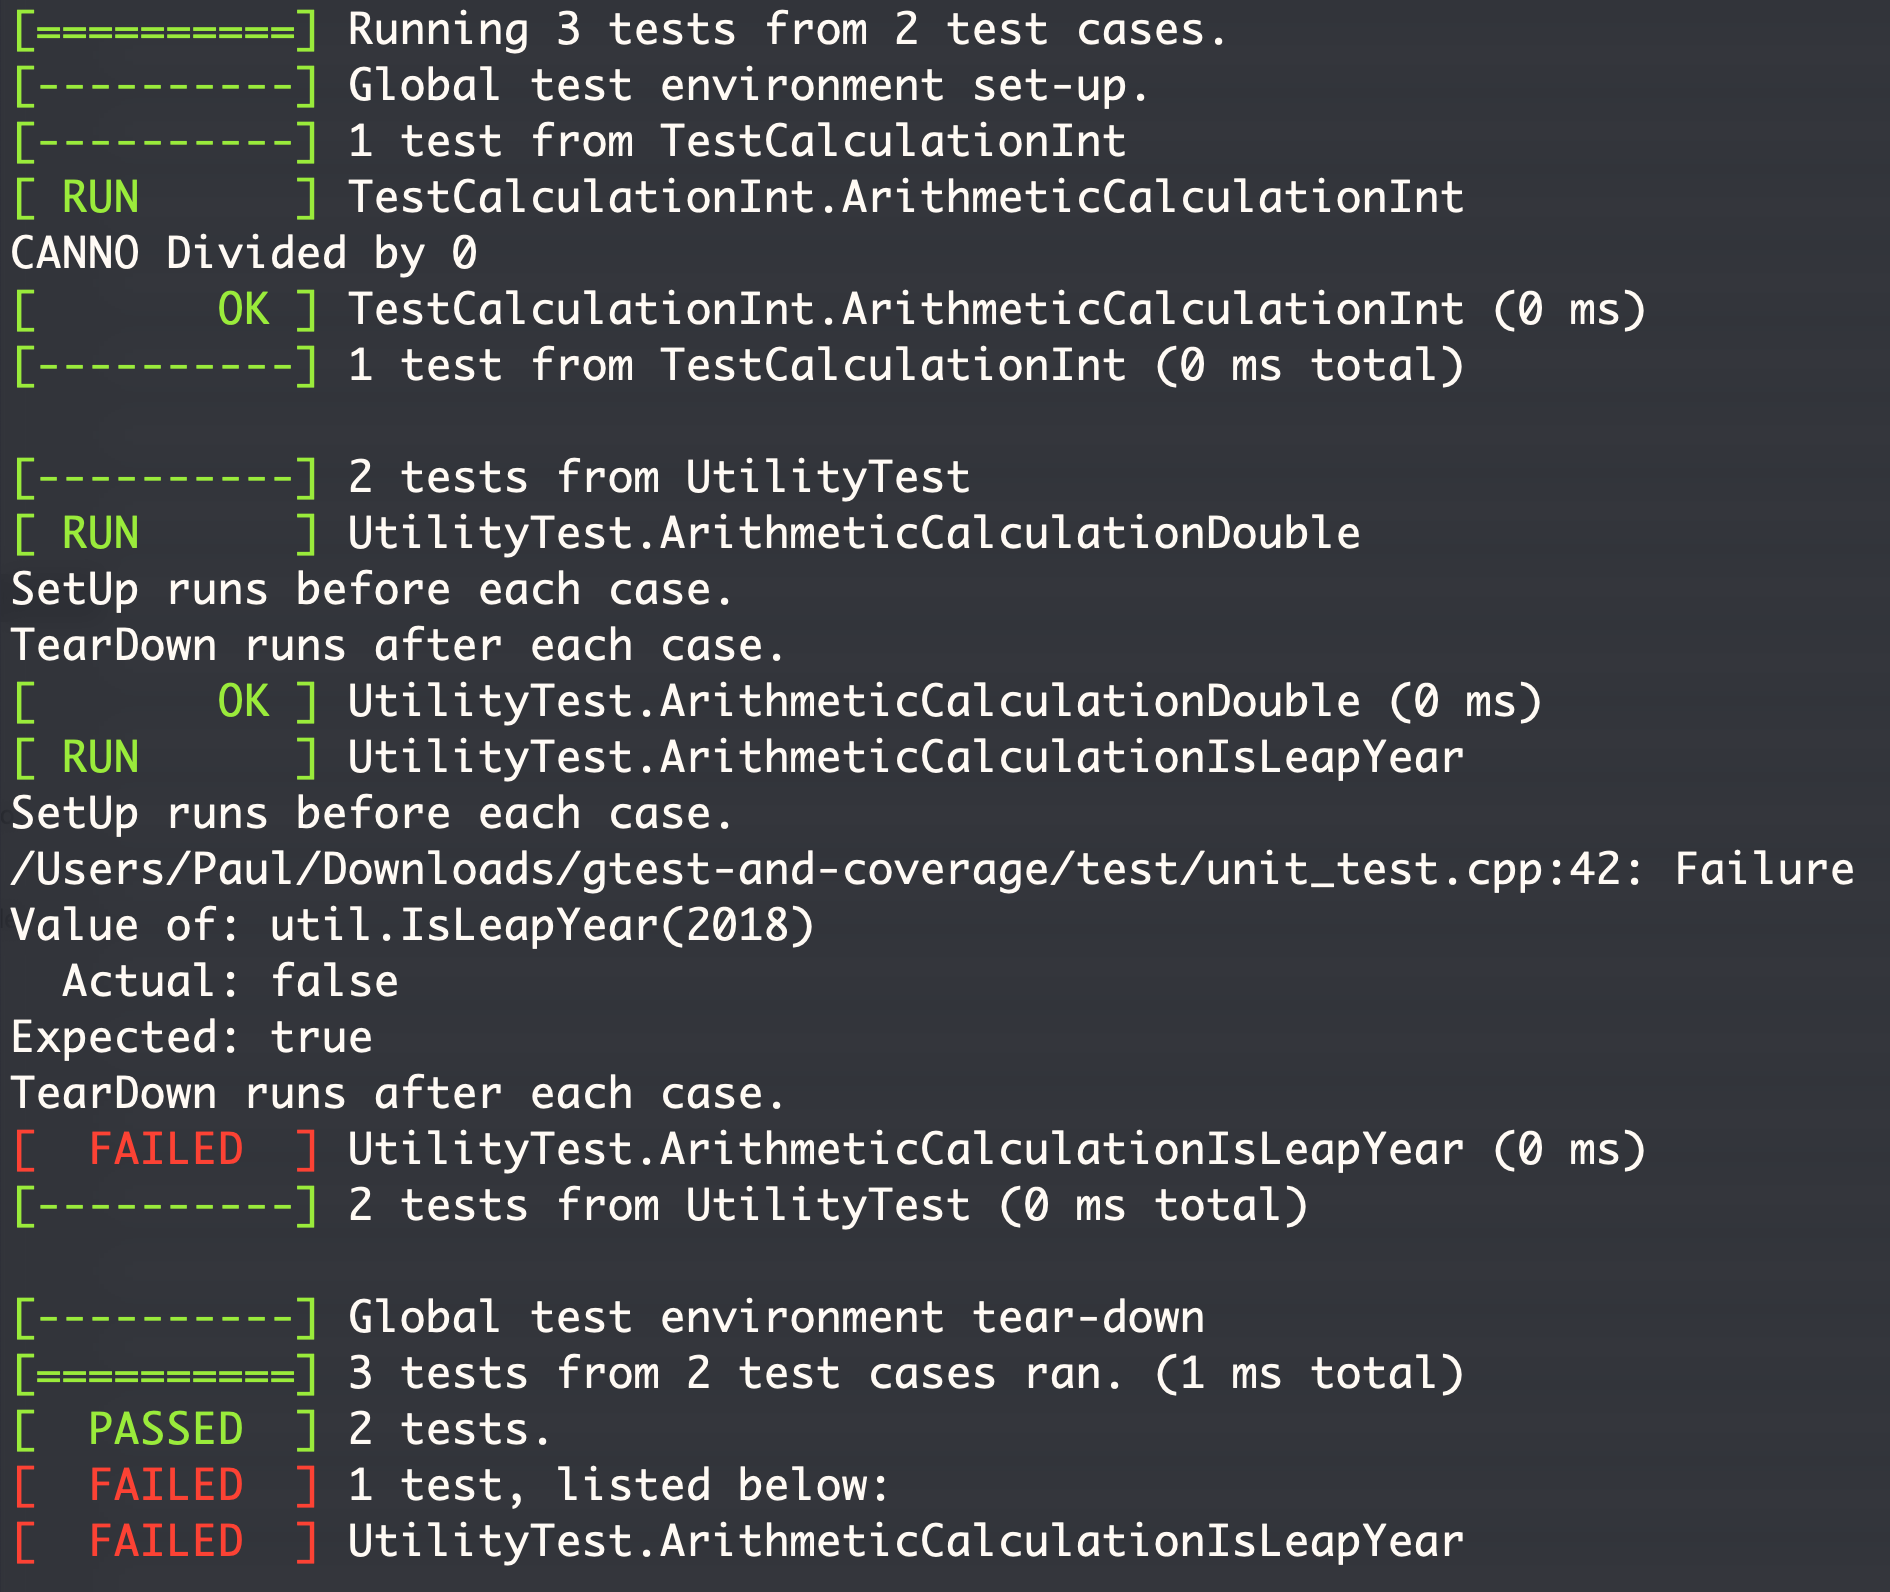 [==========] Running 3 tests from 2 test cases.
[----------] Global test environment set-up.
[----------] 1 test from TestCalculationInt
[ RUN      ] TestCalculationInt.ArithmeticCalculationInt
CANNO Divided by 0
[       OK ] TestCalculationInt.ArithmeticCalculationInt (0 ms)
[----------] 1 test from TestCalculationInt (0 ms total)

[----------] 2 tests from UtilityTest
[ RUN      ] UtilityTest.ArithmeticCalculationDouble
SetUp runs before each case.
TearDown runs after each case.
[       OK ] UtilityTest.ArithmeticCalculationDouble (0 ms)
[ RUN      ] UtilityTest.ArithmeticCalculationIsLeapYear
SetUp runs before each case.
/Users/Paul/Downloads/gtest-and-coverage/test/unit_test.cpp:42: Failure
Value of: util.IsLeapYear(2018)
  Actual: false
Expected: true
TearDown runs after each case.
[  FAILED  ] UtilityTest.ArithmeticCalculationIsLeapYear (0 ms)
[----------] 2 tests from UtilityTest (0 ms total)

[----------] Global test environment tear-down
[==========] 3 tests from 2 test cases ran. (1 ms total)
[  PASSED  ] 2 tests.
[  FAILED  ] 1 test, listed below:
[  FAILED  ] UtilityTest.ArithmeticCalculationIsLeapYear